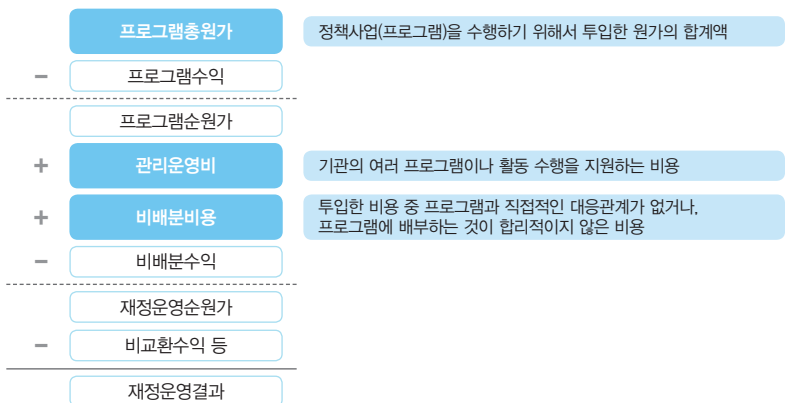 프로그램총원가
정책사업(프로그램)을 수행하기 위해서 투입한 원가의 합계액
- 프로그램수익
프로그램순원가
+ 관리운영비
기관의 여러 프로그램이나 활동 수행을 지원하는 비용
+ 비배분비용
투입한 비용 중 프로그램과 직접적인 대응관계가 없거나,
프로그램에 배부하는 것이 합리적이지 않은 비용
- 비배분수익
재정운영순원가
- 비교환수익 등
재정운영결과